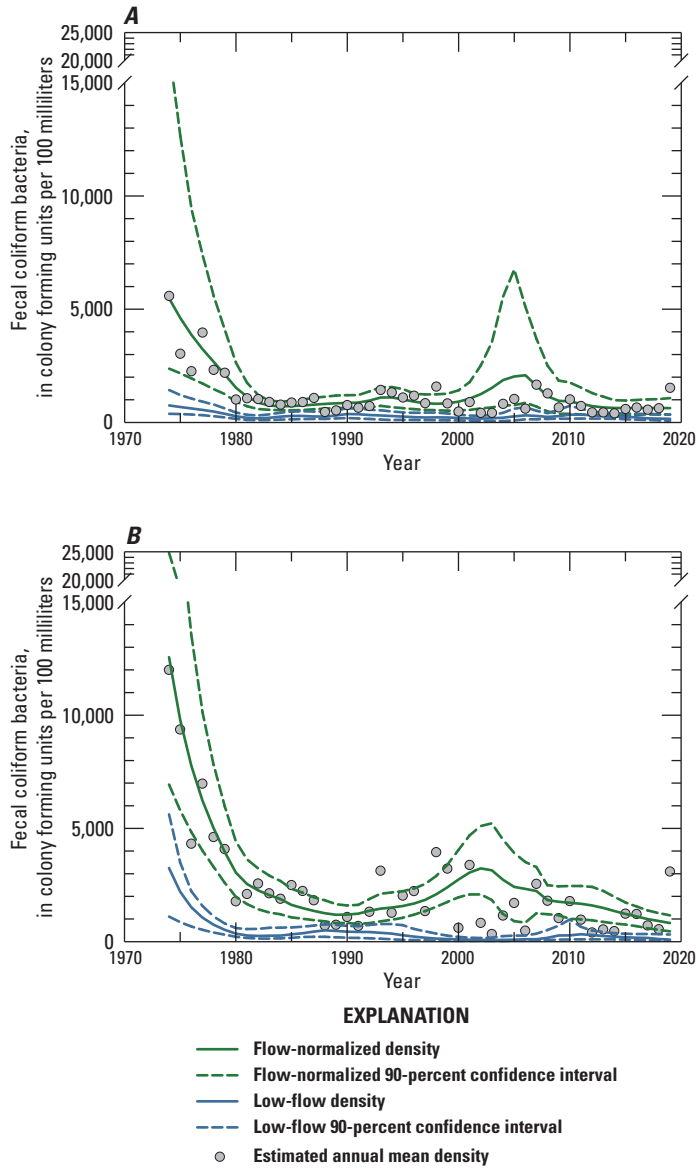 A
25,000
20,000
15,000
10,000
5,000
0
Fecal coliform bacteria,
in colony forming units per 100 milliliters
1970 1980 1990 2000 2010 2020
Year
B
25,000
20,000
15,000
10,000
5,000
0
Fecal coliform bacteria,
in colony forming units per 100 milliliters
1970 1980 1990 2000 2010 2020
Year
EXPLANATION
Flow-normalized density
Flow-normalized 90-percent confidence interval
Low-flow density
Low-flow 90-percent confidence interval
Estimated annual mean density